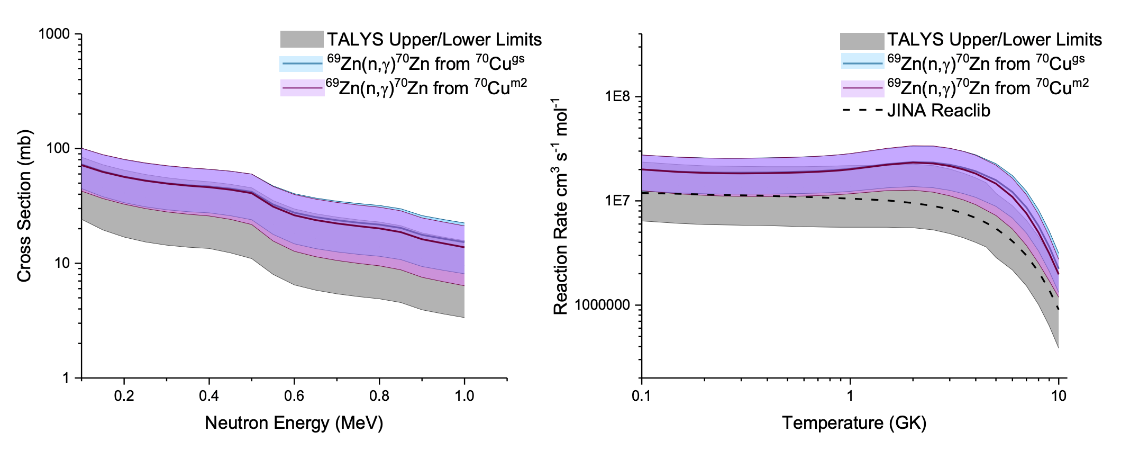 1000
100
10
1
Cross Section (mb)
0.2 0.4 0.6 0.8 1.0
Neutron Energy (MeV)
TALYS Upper/Lower Limits
⁶⁹Zn(n,γ)⁷⁰Zn from ⁷⁰Cuᵍˢ
⁶⁹Zn(n,γ)⁷⁰Zn from ⁷⁰Cuᵐ²
1E8
1E7
1000000
Reaction Rate cm³ s⁻¹ mol⁻¹
0.1 1 10
Temperature (GK)
TALYS Upper/Lower Limits
⁶⁹Zn(n,γ)⁷⁰Zn from ⁷⁰Cuᵍˢ
⁶⁹Zn(n,γ)⁷⁰Zn from ⁷⁰Cuᵐ²
JINA Reaclib